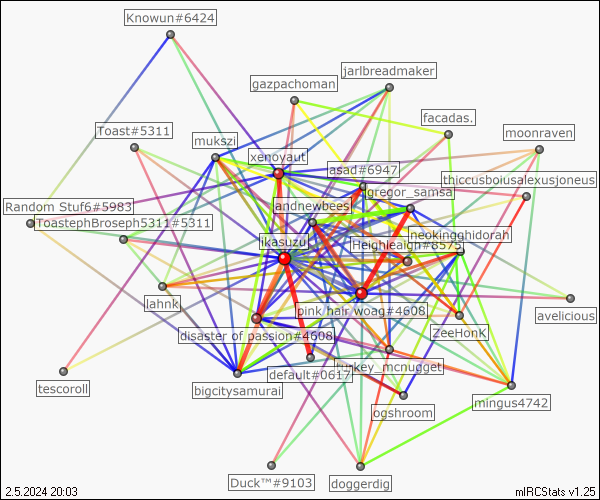 Knowun#6424
jarlbreadmaker
gazpachoman
facadas.
Toast#5311
mukszi
moonraven
xenoyaut
asad#6947
thiccusboiusalexusjoneus
gregor_samsa
Random Stuf6#5983
andnewbees
ToastephBroseph5311#5311
neokingghidorah
ikasuzu
Heighleaigh#8575
lahnk
pink hair woag#4608
avelicious
disaster of passion#4608
ZeeHonK
default#0617
turkey_mcnugget
tescoroll
bigcitysamurai
mingus4742
ogshroom
Duck™#9103
doggerdig
2.5.2024 20:03
mIRCStats v1.25